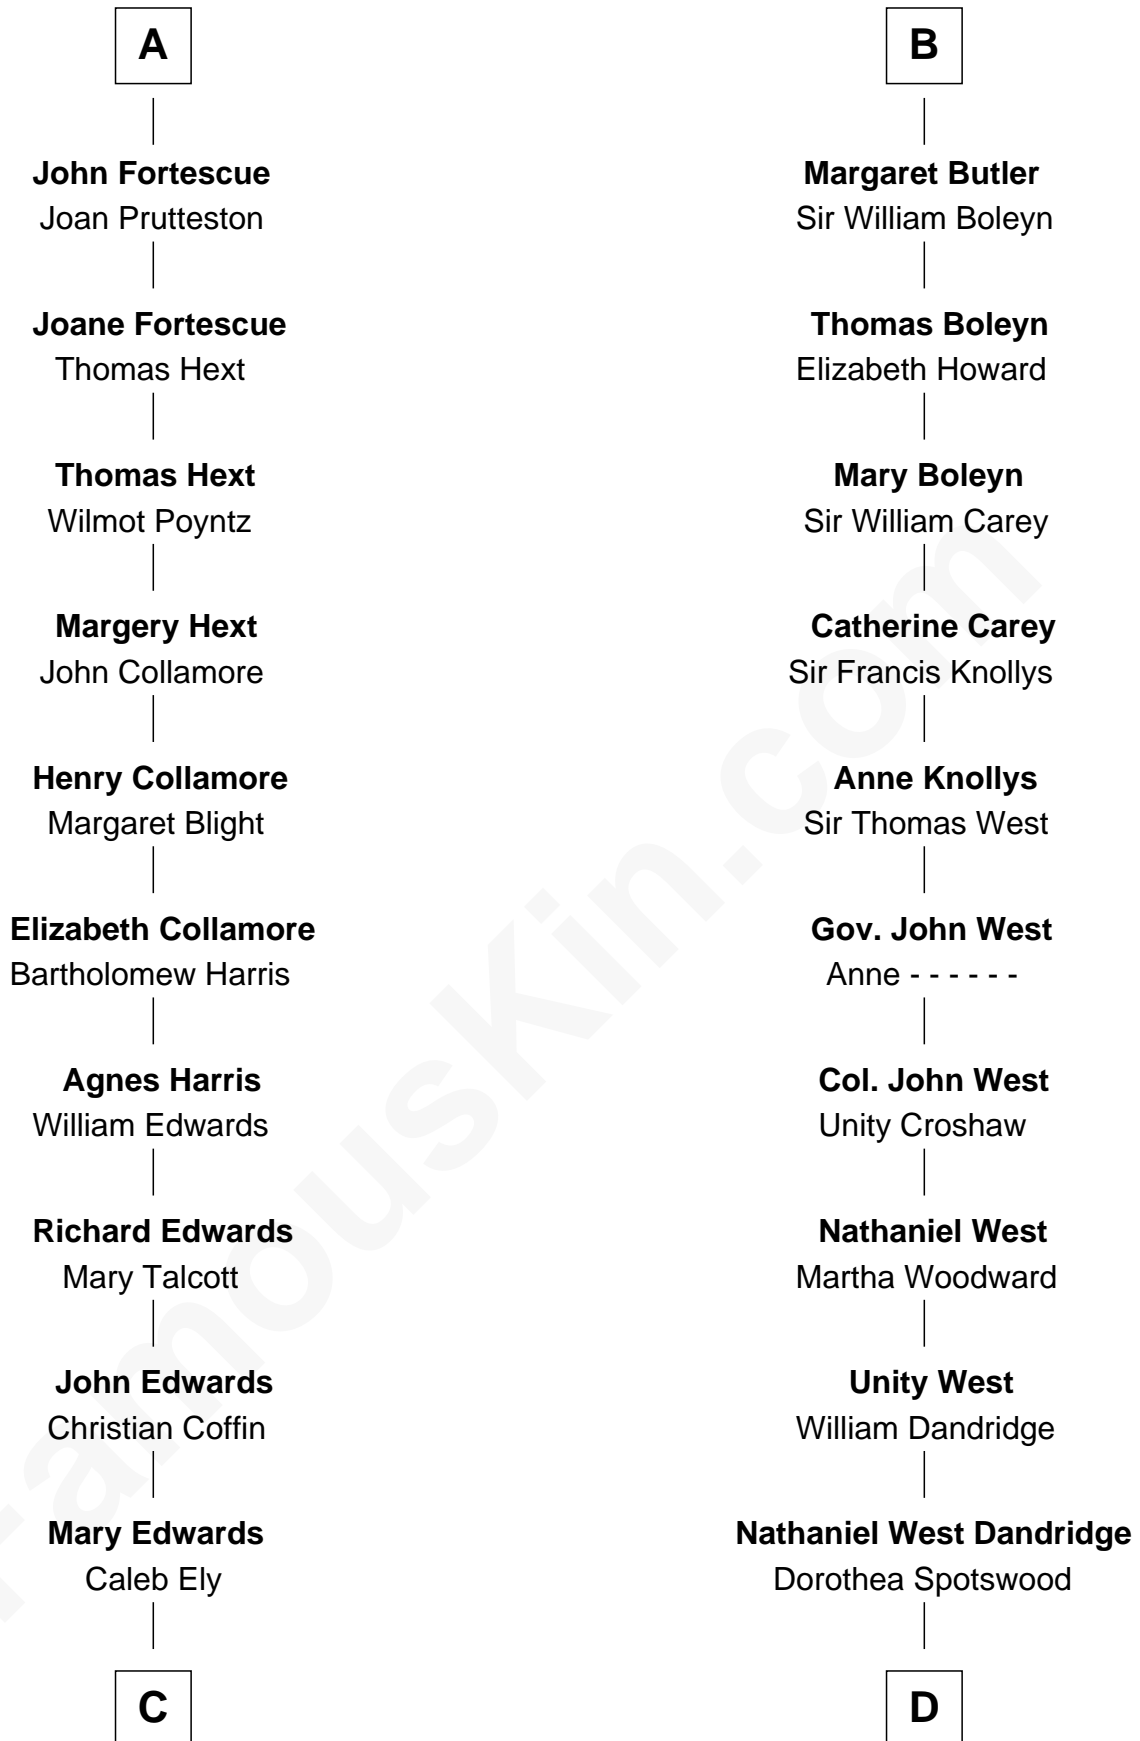 A
John Fortescue
Joan Prutteston
Joane Fortescue
Thomas Hext
Thomas Hext
Wilmot Poyntz
Margery Hext
John Collamore
Henry Collamore
Margaret Blight
Elizabeth Collamore
Bartholomew Harris
Agnes Harris
William Edwards
Richard Edwards
Mary Talcott
John Edwards
Christian Coffin
Mary Edwards
Caleb Ely
C
B
Margaret Butler
Sir William Boleyn
Thomas Boleyn
Elizabeth Howard
Mary Boleyn
Sir William Carey
Catherine Carey
Sir Francis Knollys
Anne Knollys
Sir Thomas West
Gov. John West
Anne - - - - - -
Col. John West
Unity Croshaw
Nathaniel West
Martha Woodward
Unity West
William Dandridge
Nathaniel West Dandridge
Dorothea Spotswood
D
FamousKin.com